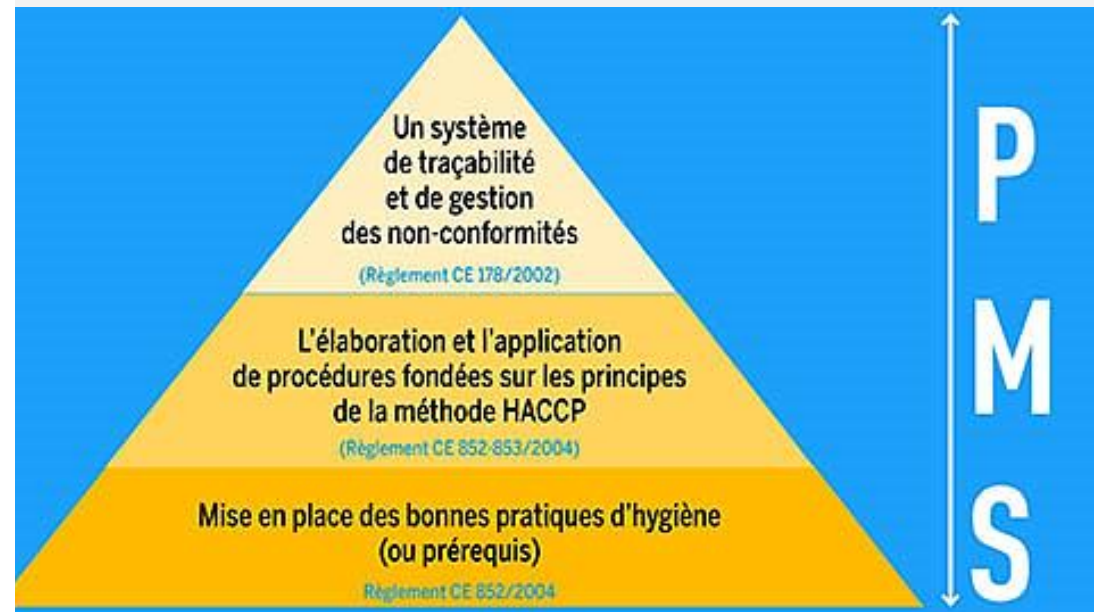 Un système
de traçabilité
et de gestion
des non-conformités
(Règlement CE 178/2002)
L'élaboration et l'application
de procédures fondées sur les principes
de la méthode HACCP
(Règlement CE 852-853/2004)
Mise en place des bonnes pratiques d'hygiène
(ou prérequis)
Règlement CE 852/2004
P
M
S